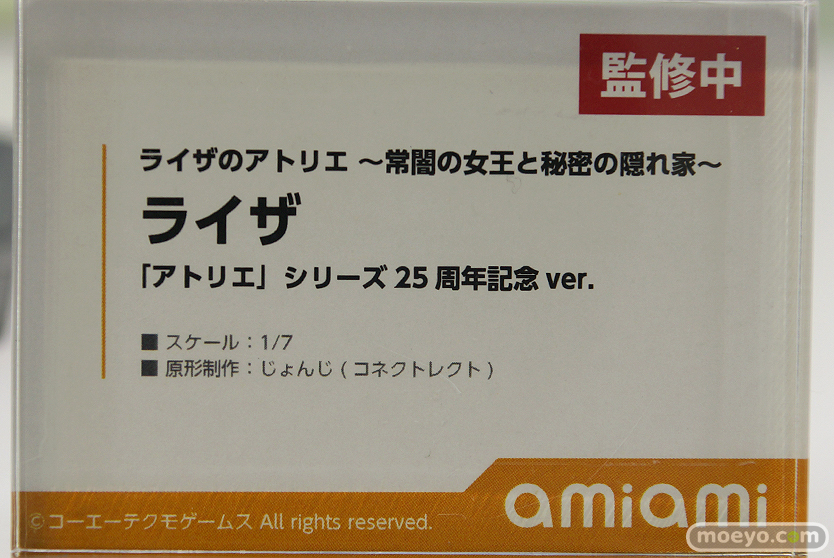 監修中
ライザのアトリエ ～常闇の女王と秘密の隠れ家～
ライザ
「アトリエ」シリーズ 25 周年記念 ver.
■ スケール：1/7
■ 原形制作：じょんじ ( コネクトレクト )
amiami
©コーエーテクモゲームス All rights reserved.
moeyo.com